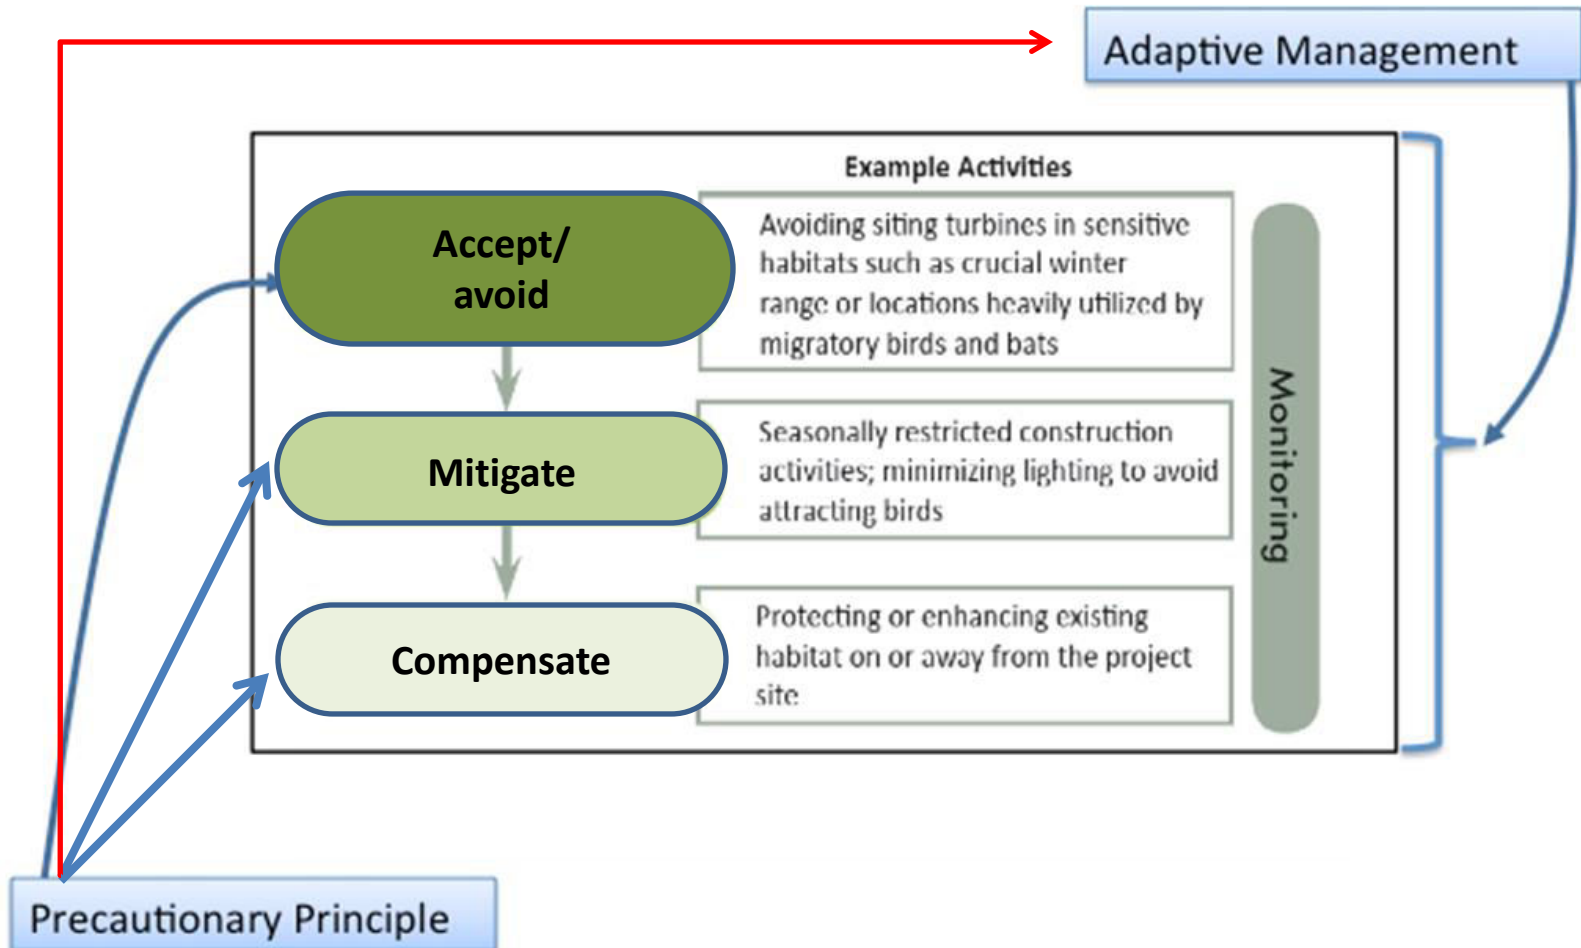 Adaptive Management
Example Activities
Accept/
avoid
Avoiding siting turbines in sensitive
habitats such as crucial winter
range or locations heavily utilized by
migratory birds and bats
Mitigate
Seasonally restricted construction
activities; minimizing lighting to avoid
attracting birds
Compensate
Protecting or enhancing existing
habitat on or away from the project
site
Monitoring
Precautionary Principle